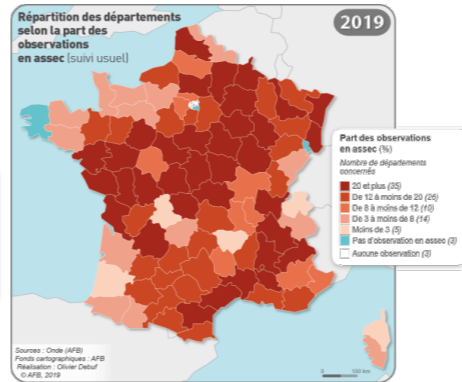 Répartition des départements
selon la part des
observations
en assec (suivi usuel)
2019
Part des observations
en assec (%)
Nombre de départements
concernés
20 et plus (35)
De 12 à moins de 20 (26)
De 8 à moins de 12 (10)
De 3 à moins de 8 (14)
Moins de 3 (5)
Pas d'observation en assec (3)
Aucune observation (3)
Sources : Onde (AFB)
Fonds cartographiques : AFB
Réalisation : Olivier Debuf
© AFB, 2019
0 100 km